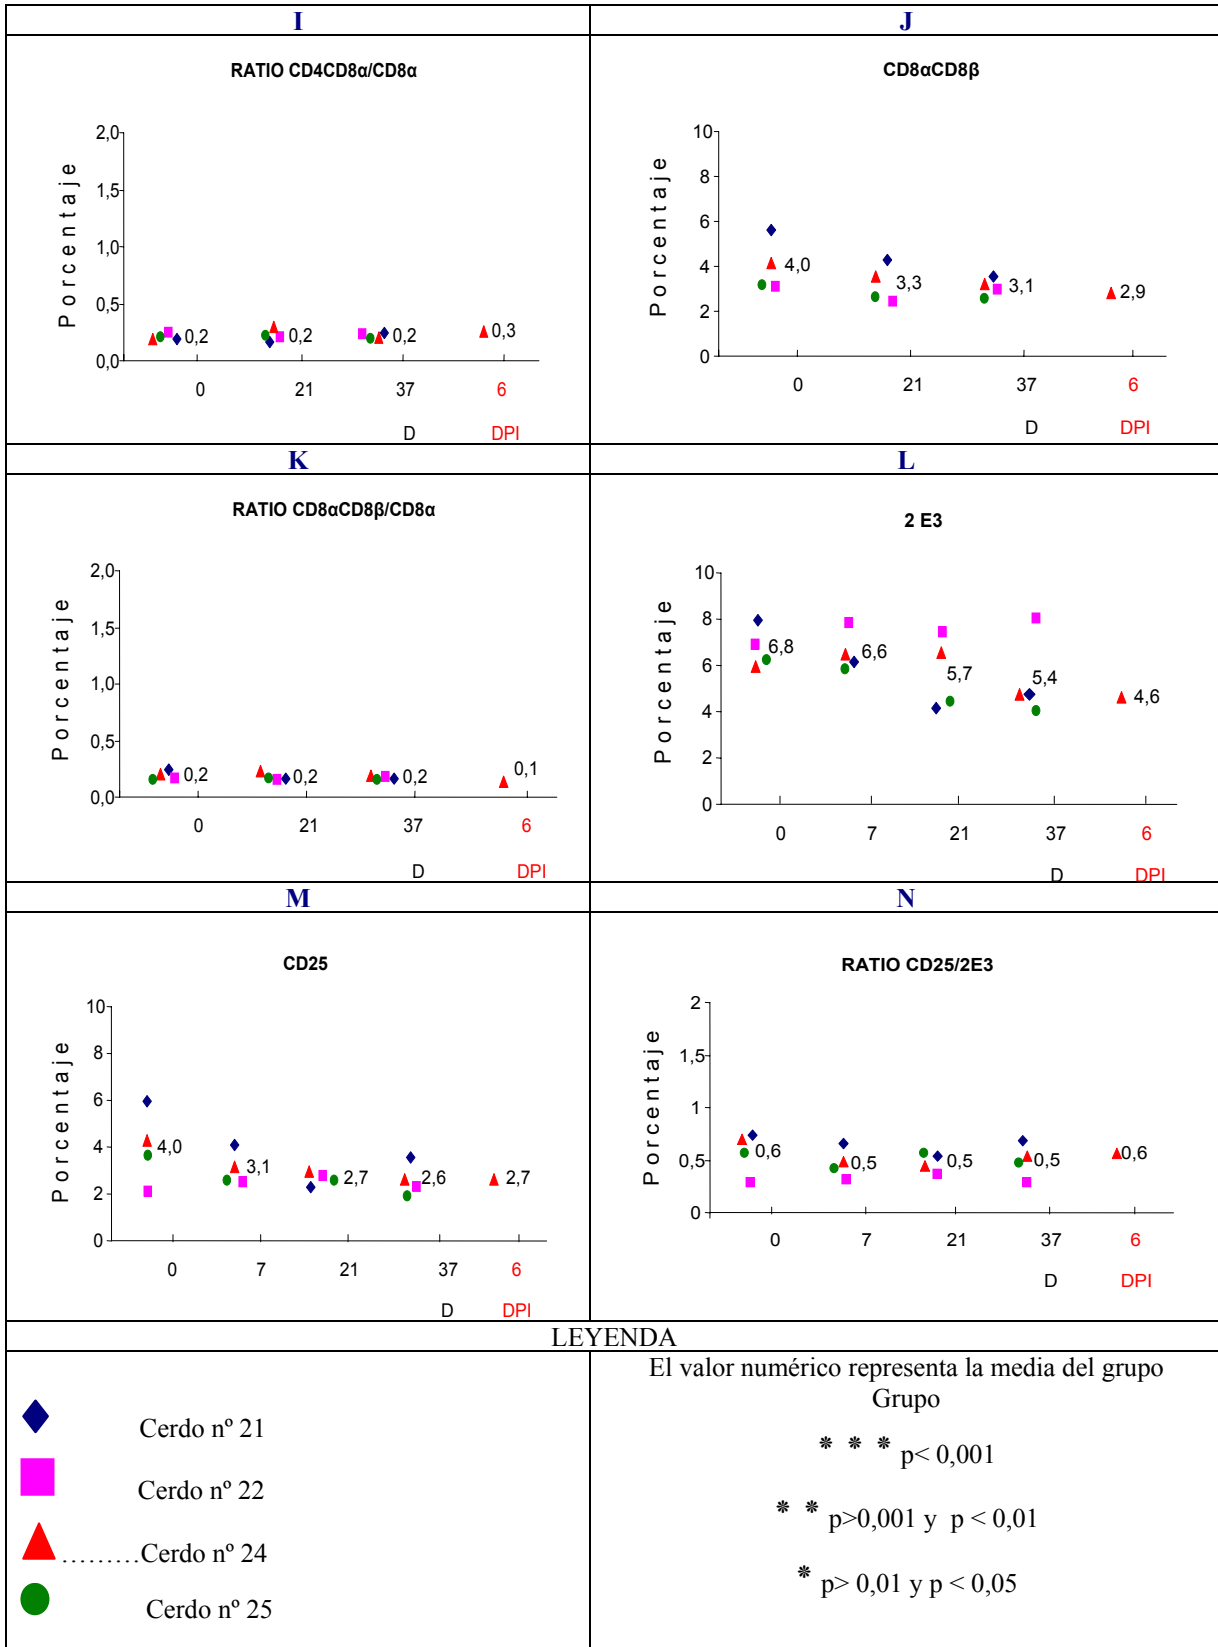 I
J
RATIO CD4CD8α/CD8α
Porcentaje
2,0
1,5
1,0
0,5
0,0
0,2 0,2 0,2 0,3
0 21 37 6
D DPI
CD8αCD8β
Porcentaje
10
8
6
4
2
0
4,0 3,3 3,1 2,9
0 21 37 6
D DPI
K
L
RATIO CD8αCD8β/CD8α
Porcentaje
2,0
1,5
1,0
0,5
0,0
0,2 0,2 0,2 0,1
0 21 37 6
D DPI
2 E3
Porcentaje
10
8
6
4
2
0
6,8 6,6 5,7 5,4 4,6
0 7 21 37 6
D DPI
M
N
CD25
Porcentaje
10
8
6
4
2
0
4,0 3,1 2,7 2,6 2,7
0 7 21 37 6
D DPI
RATIO CD25/2E3
Porcentaje
2
1,5
1
0,5
0
0,6 0,5 0,5 0,5 0,6
0 7 21 37 6
D DPI
LEYENDA
Cerdo nº 21
Cerdo nº 22
.........Cerdo nº 24
Cerdo nº 25
El valor numérico representa la media del grupo
Grupo
* * * p< 0,001
* * p>0,001 y p < 0,01
* p> 0,01 y p < 0,05